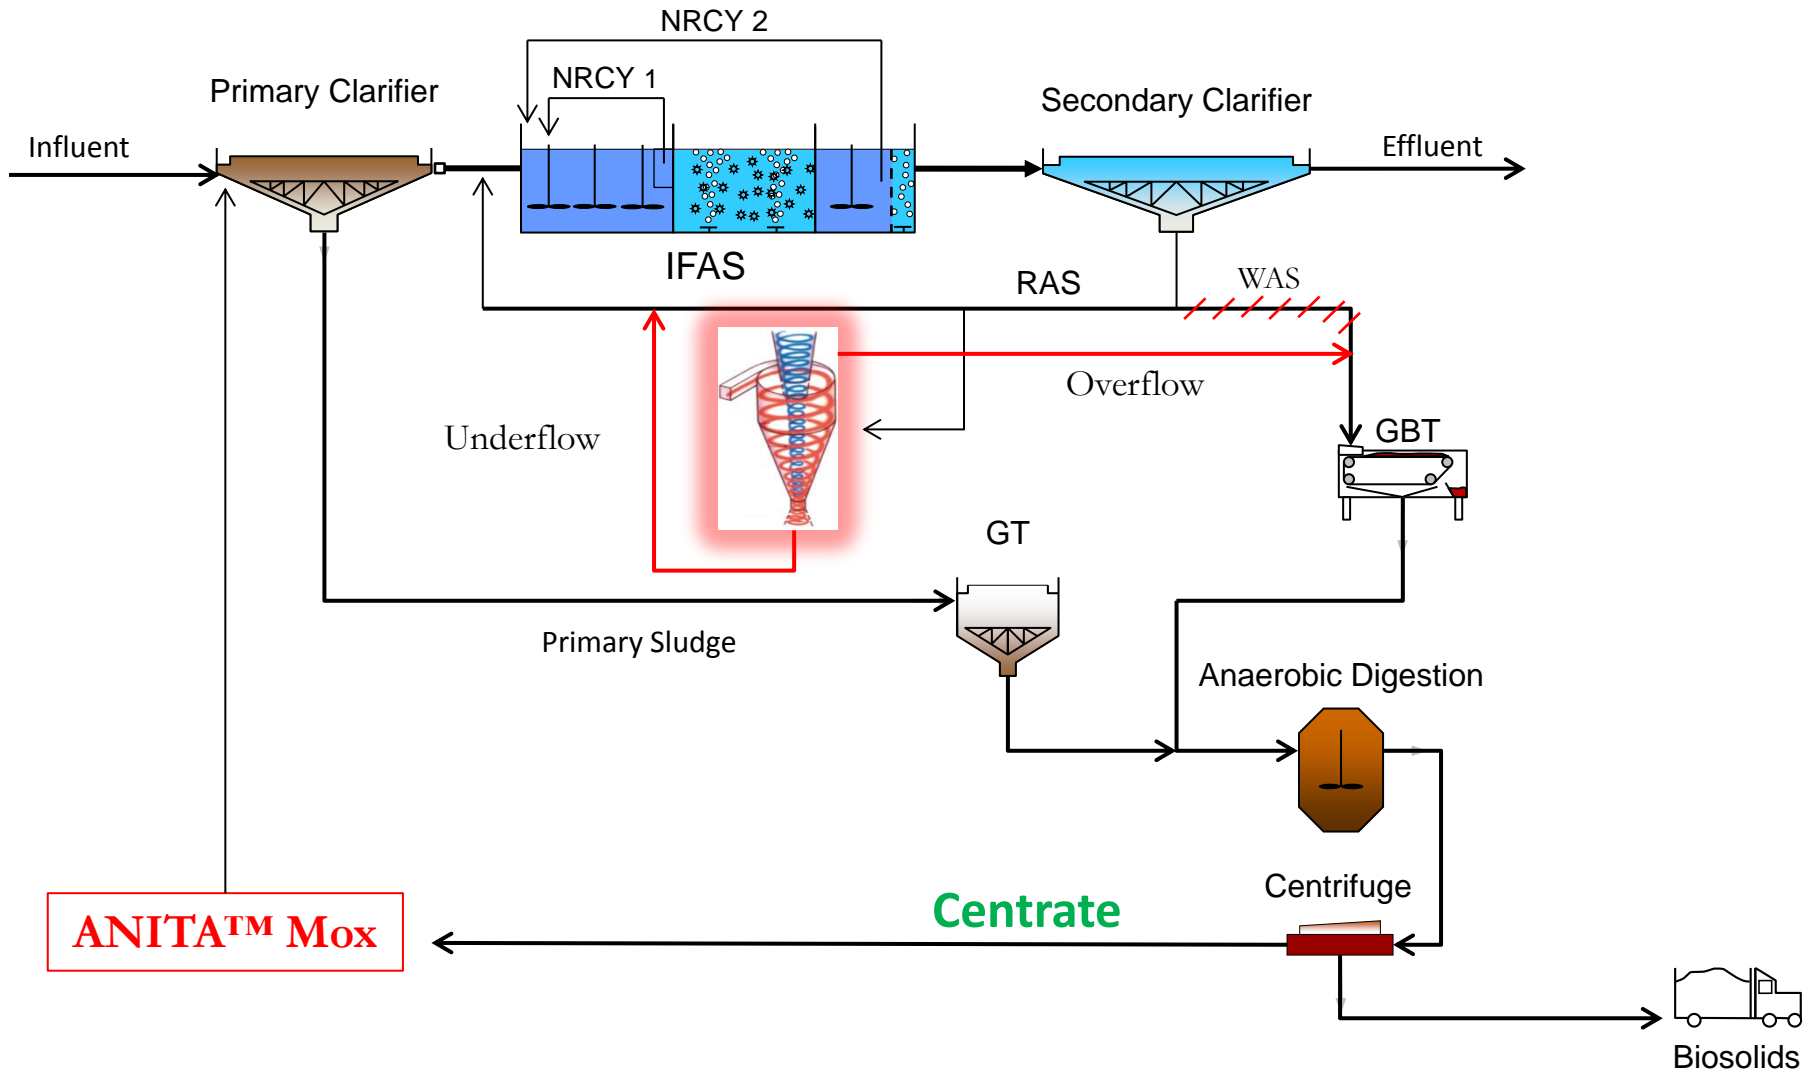 NRCY 2
NRCY 1
Primary Clarifier
Secondary Clarifier
Influent
Effluent
IFAS
RAS
WAS
Overflow
Underflow
GBT
GT
Primary Sludge
Anaerobic Digestion
Centrifuge
Centrate
ANITA™ Mox
Biosolids